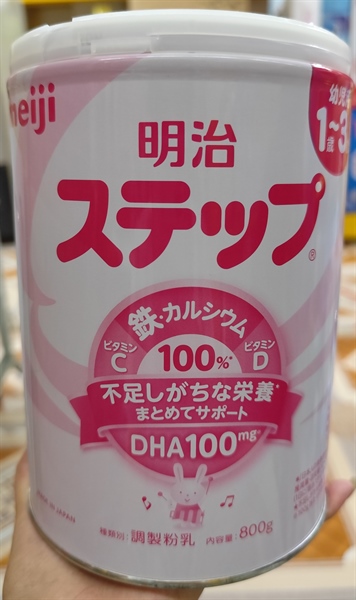 meiji
幼児
1~3
歳
明治
ステップ®
鉄・カルシウム
ビタミン
C
100%*
ビタミン
D
不足しがちな栄養*
まとめてサポート
DHA100mg*
MADE IN JAPAN
種類別:調製粉乳 内容量:800g